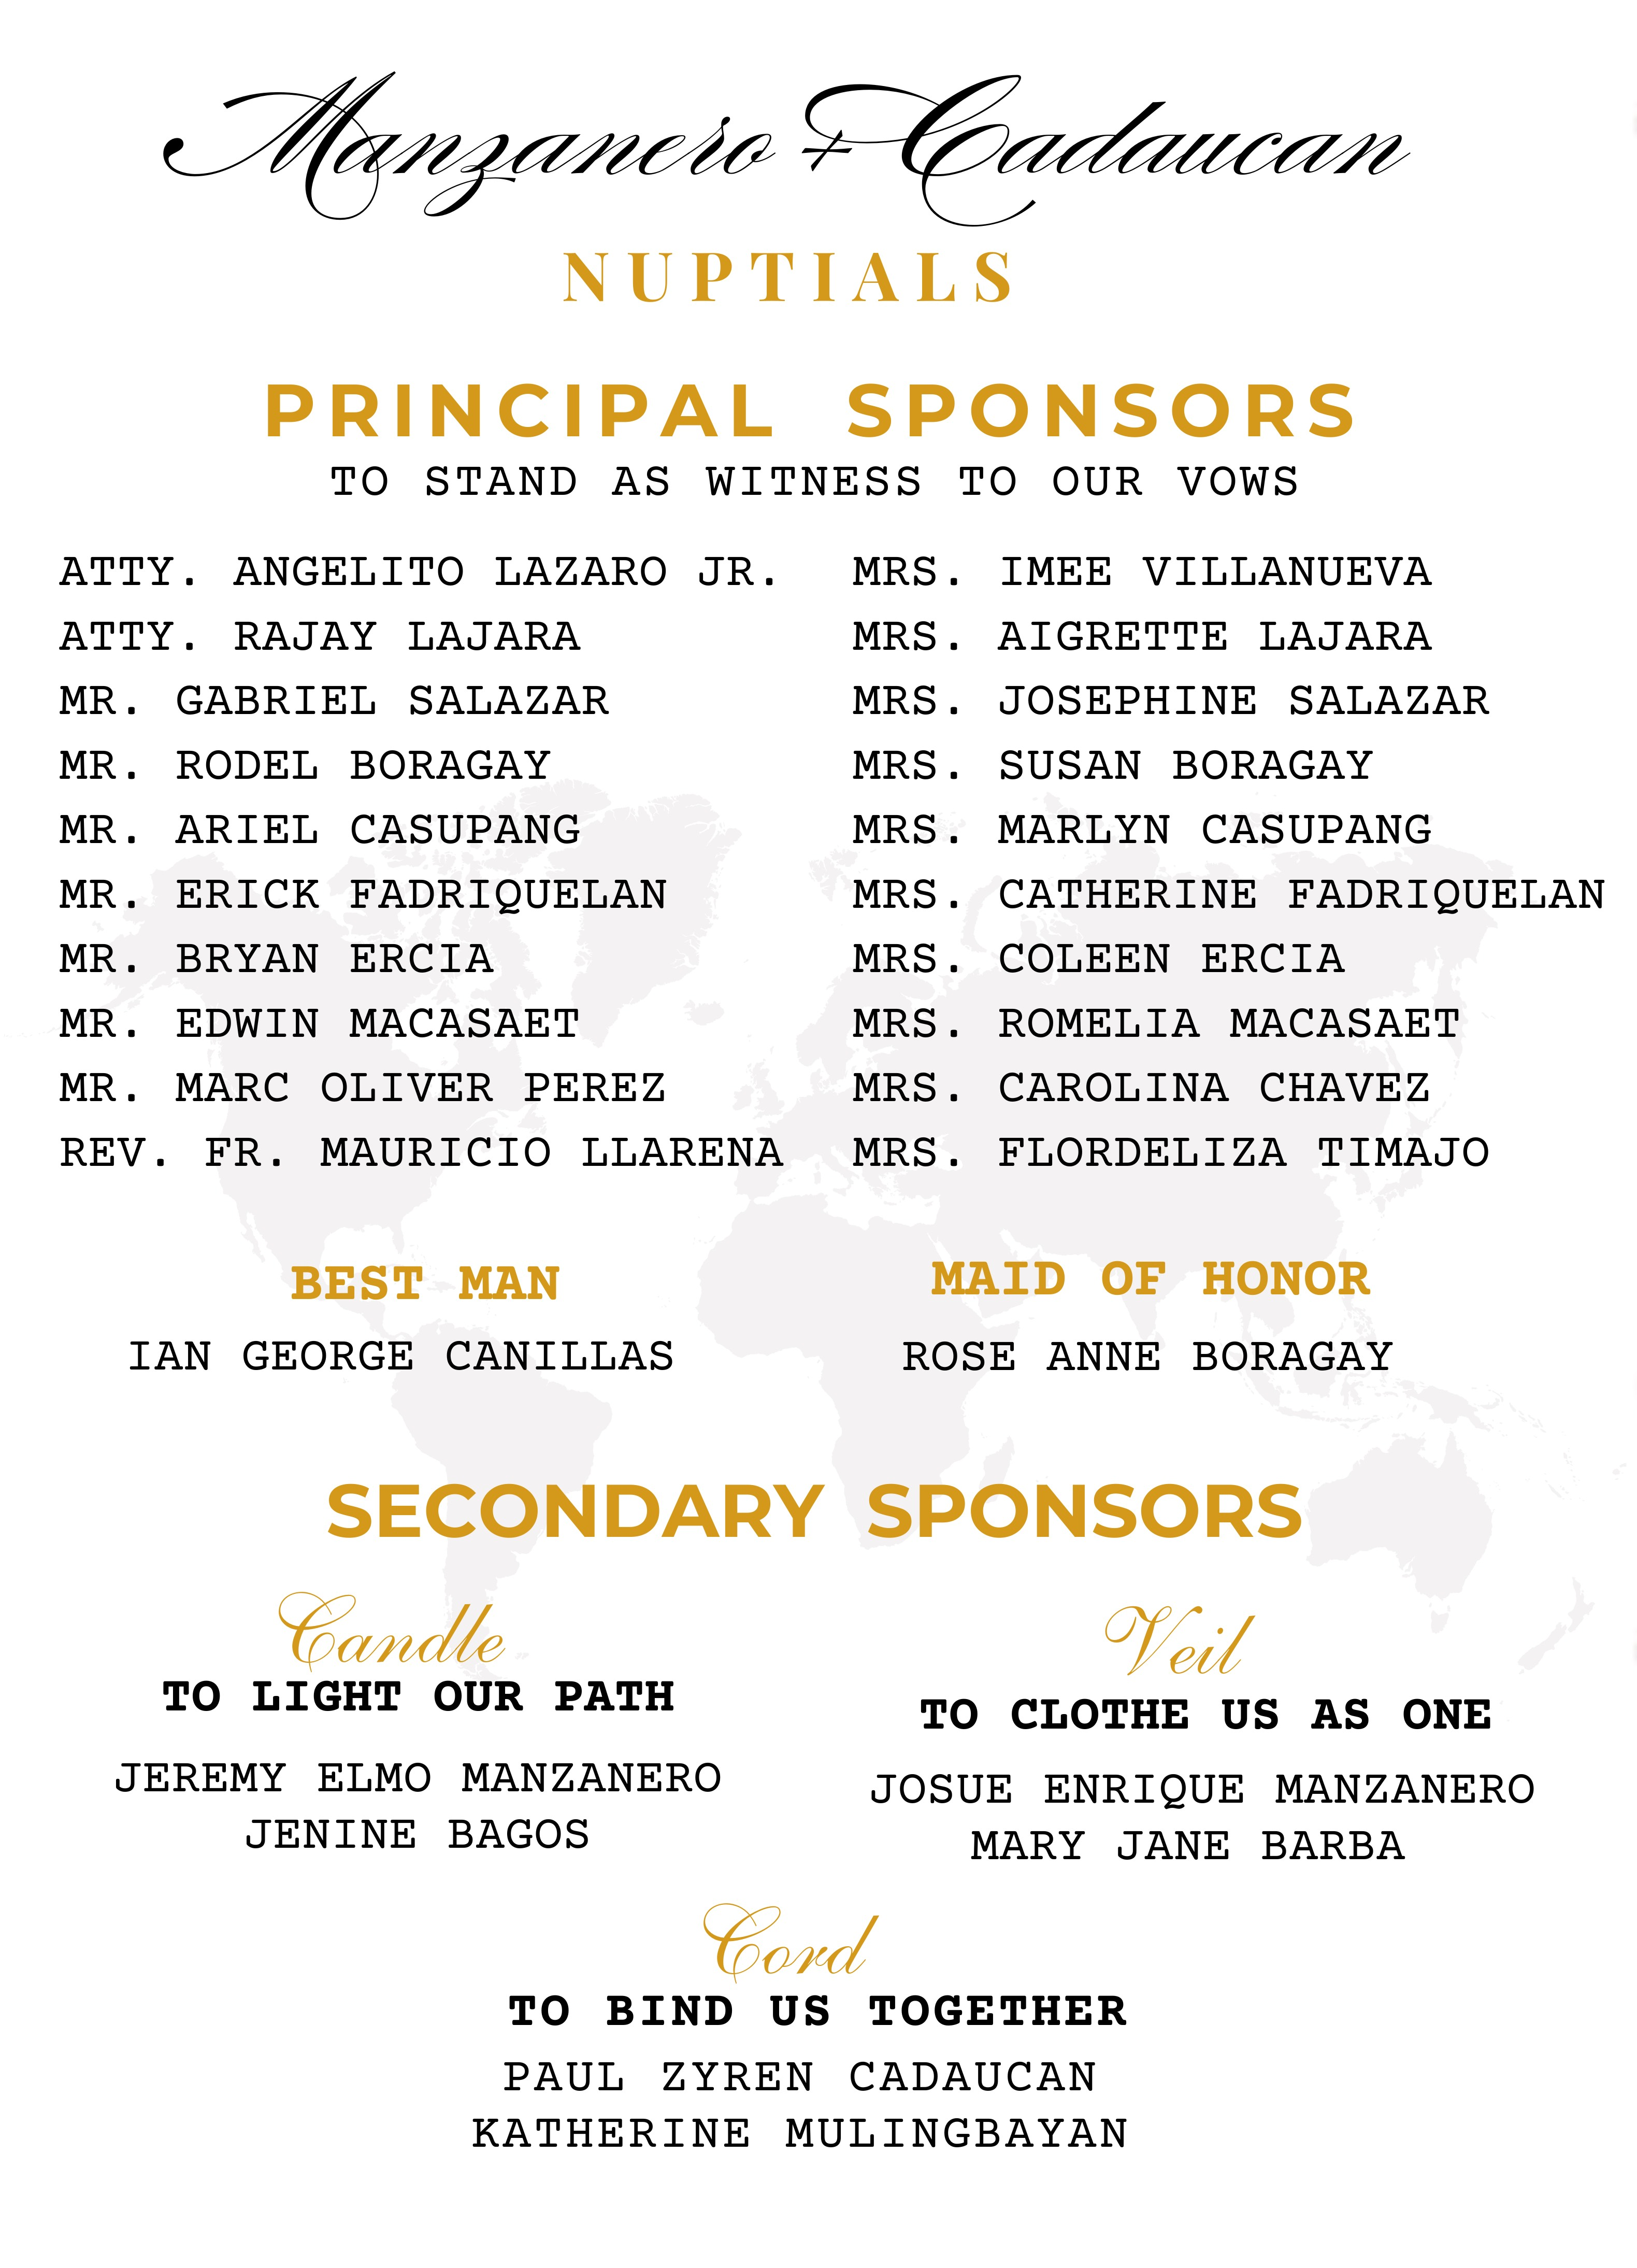 Manzanero + Cadaucan
NUPTIALS
PRINCIPAL SPONSORS
TO STAND AS WITNESS TO OUR VOWS
ATTY. ANGELITO LAZARO JR.
ATTY. RAJAY LAJARA
MR. GABRIEL SALAZAR
MR. RODEL BORAGAY
MR. ARIEL CASUPANG
MR. ERICK FADRIQUELAN
MR. BRYAN ERCIA
MR. EDWIN MACASAET
MR. MARC OLIVER PEREZ
REV. FR. MAURICIO LLARENA
MRS. IMEE VILLANUEVA
MRS. AIGRETTE LAJARA
MRS. JOSEPHINE SALAZAR
MRS. SUSAN BORAGAY
MRS. MARLYN CASUPANG
MRS. CATHERINE FADRIQUELAN
MRS. COLEEN ERCIA
MRS. ROMELIA MACASAET
MRS. CAROLINA CHAVEZ
MRS. FLORDELIZA TIMAJO
BEST MAN
IAN GEORGE CANILLAS
MAID OF HONOR
ROSE ANNE BORAGAY
SECONDARY SPONSORS
Candle
TO LIGHT OUR PATH
JEREMY ELMO MANZANERO
JENINE BAGOS
Veil
TO CLOTHE US AS ONE
JOSUE ENRIQUE MANZANERO
MARY JANE BARBA
Cord
TO BIND US TOGETHER
PAUL ZYREN CADAUCAN
KATHERINE MULINGBAYAN